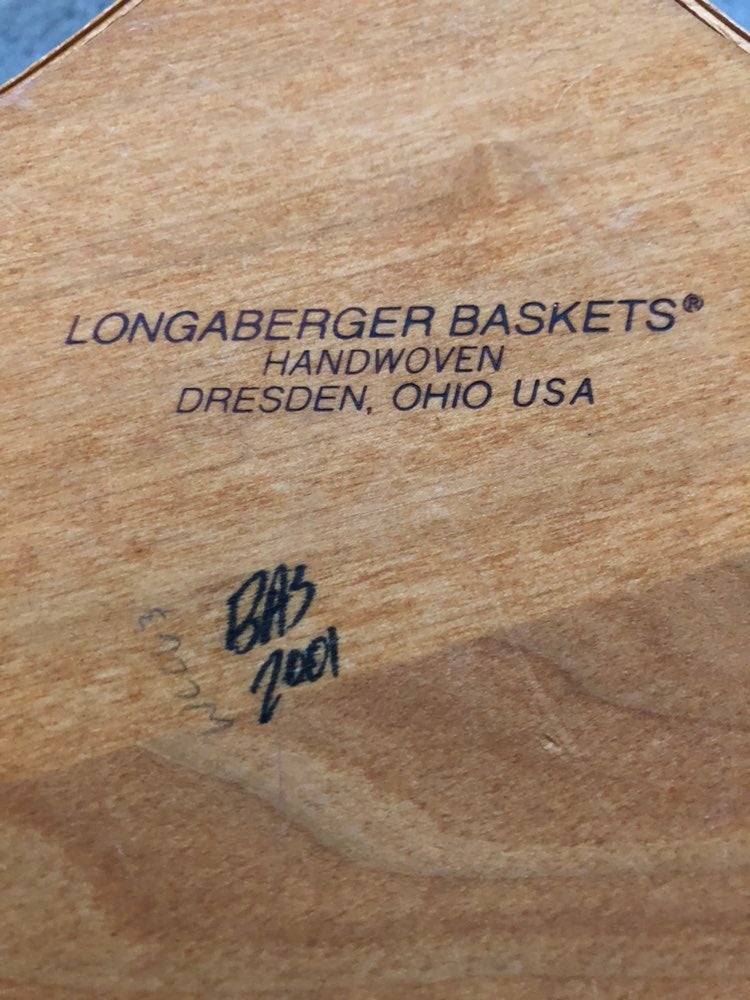 LONGABERGER BASKETS®
HANDWOVEN
DRESDEN, OHIO USA
BAS
2001